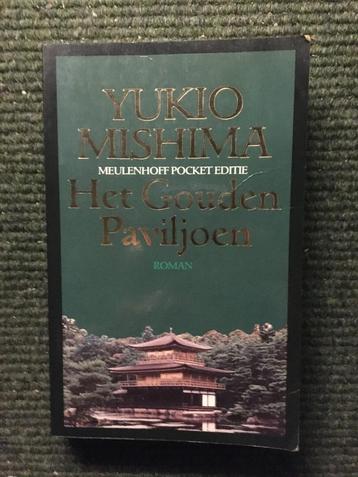 YUKIO
MISHIMA
MEULENHOFF POCKET EDITIE
Het Gouden
Paviljoen
ROMAN